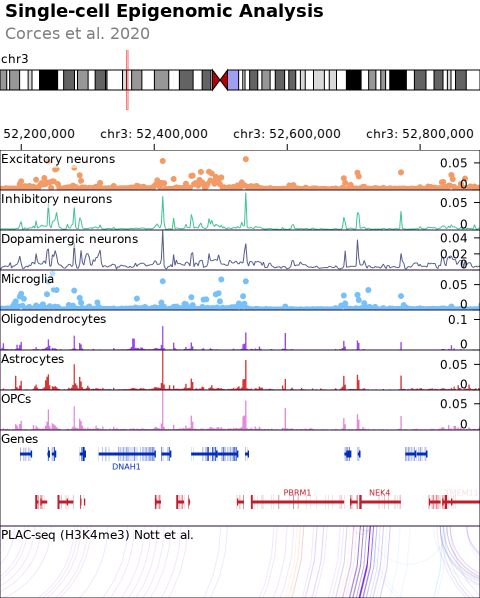 Single-cell Epigenomic Analysis
Corces et al. 2020
chr3
52,200,000 chr3: 52,400,000 chr3: 52,600,000 chr3: 52,800,000
Excitatory neurons 0.05
0
Inhibitory neurons 0.05
0
Dopaminergic neurons 0.04
0.02
0
Microglia 0.05
0
Oligodendrocytes 0.1
0
Astrocytes 0.05
0
OPCs 0.05
0
Genes
DNAH1
PBRM1 NEK4
PLAC-seq (H3K4me3) Nott et al.